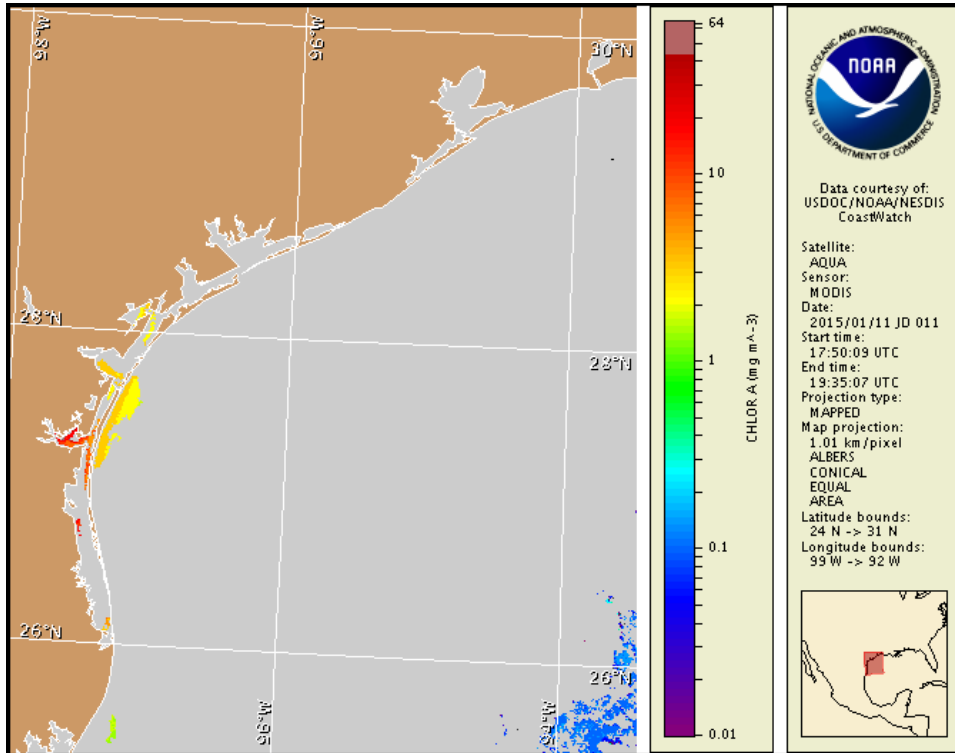 98°W
96°W
30°N
28°N
28°N
26°N
26°N
96°W
94°W
64
10
1
0.1
0.01
CHLOR A (mg m^-3)
NATIONAL OCEANIC AND ATMOSPHERIC ADMINISTRATION
NOAA
U.S. DEPARTMENT OF COMMERCE
Data courtesy of:
USDOC/NOAA/NESDIS
CoastWatch
Satellite:
AQUA
Sensor:
MODIS
Date:
2015/01/11 JD 011
Start time:
17:50:09 UTC
End time:
19:35:07 UTC
Projection type:
MAPPED
Map projection:
1.01 km/pixel
ALBERS
CONICAL
EQUAL
AREA
Latitude bounds:
24 N -> 31 N
Longitude bounds:
99 W -> 92 W